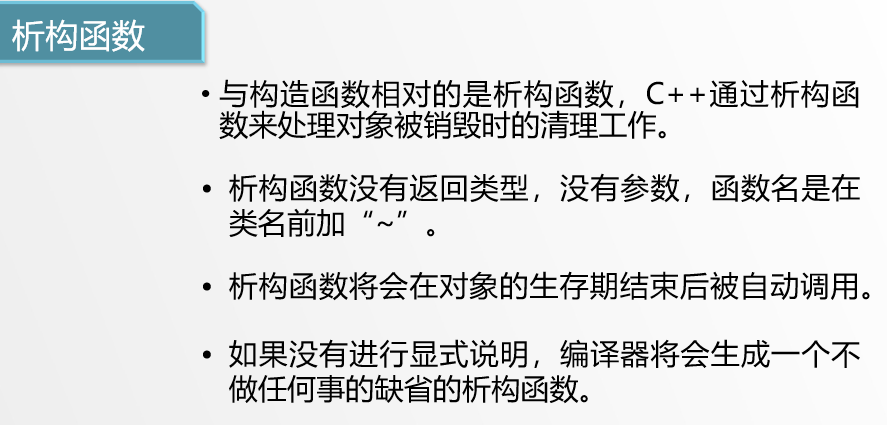 析构函数
• 与构造函数相对的是析构函数，C++通过析构函
数来处理对象被销毁时的清理工作。
• 析构函数没有返回类型，没有参数，函数名是在
类名前加“~”。
• 析构函数将会在对象的生存期结束后被自动调用。
• 如果没有进行显式说明，编译器将会生成一个不
做任何事的缺省的析构函数。